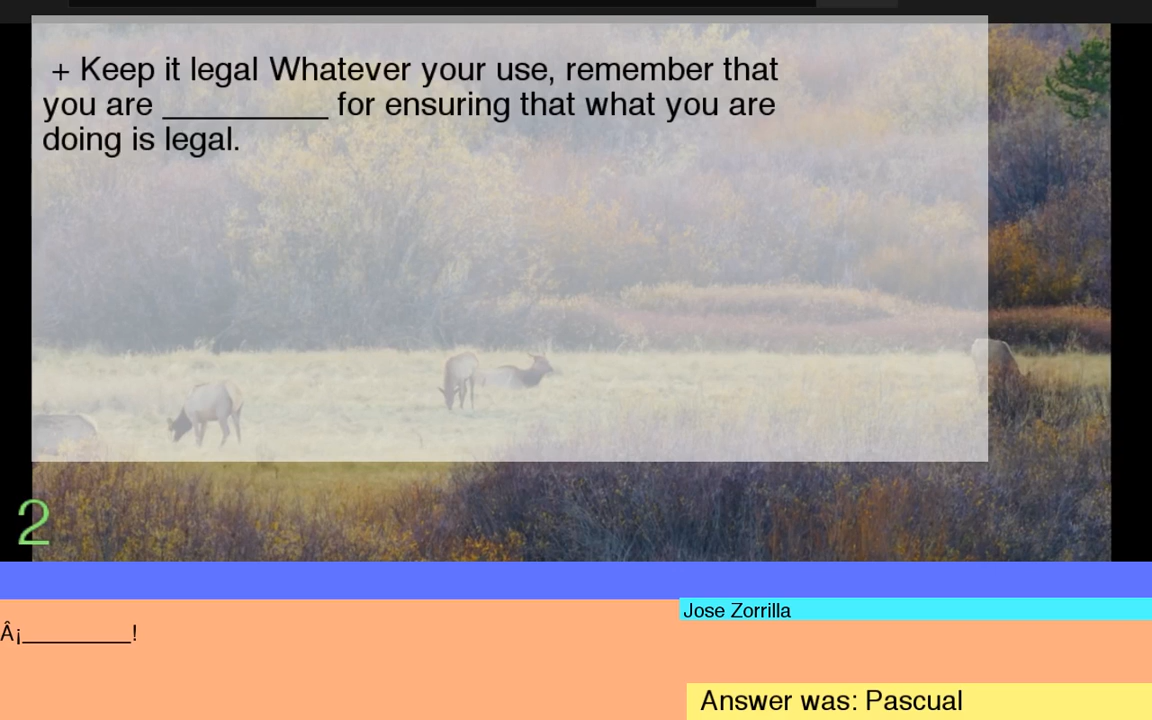 + Keep it legal Whatever your use, remember that
you are __________ for ensuring that what you are
doing is legal.
2
Jose Zorrilla
Â¡__________!
Answer was: Pascual